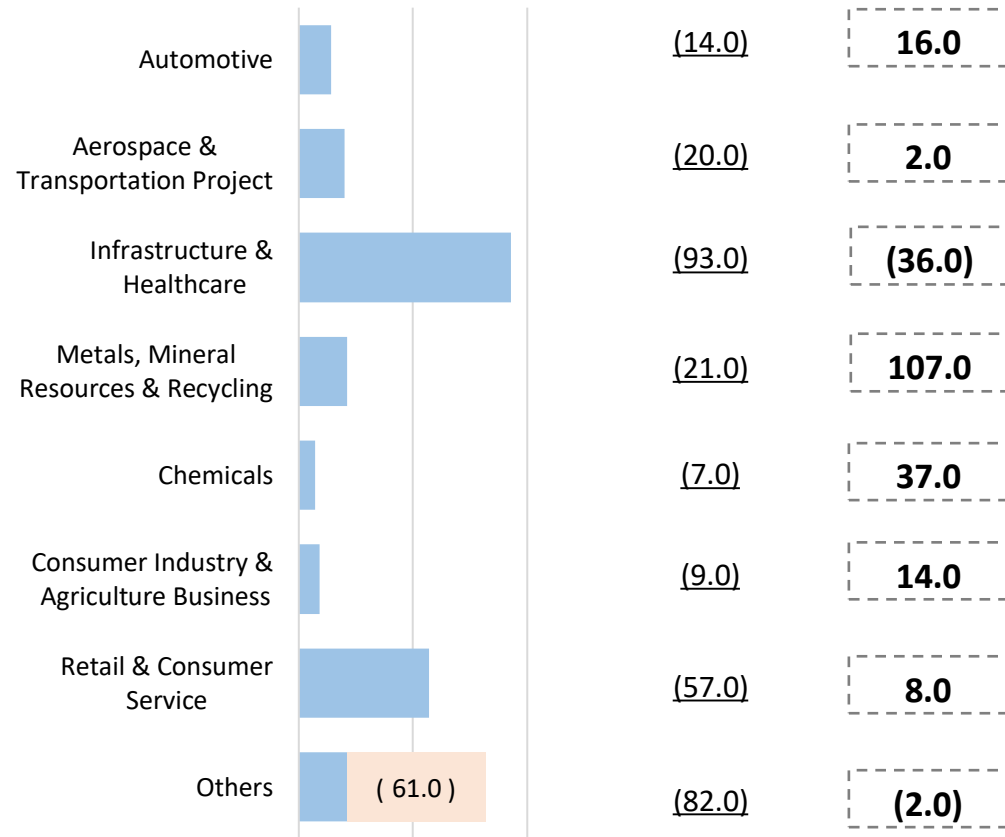 Automotive
(14.0)
16.0
Aerospace &
Transportation Project
(20.0)
2.0
Infrastructure &
Healthcare
(93.0)
(36.0)
Metals, Mineral
Resources & Recycling
(21.0)
107.0
Chemicals
(7.0)
37.0
Consumer Industry &
Agriculture Business
(9.0)
14.0
Retail & Consumer
Service
(57.0)
8.0
Others
( 61.0 )
(82.0)
(2.0)